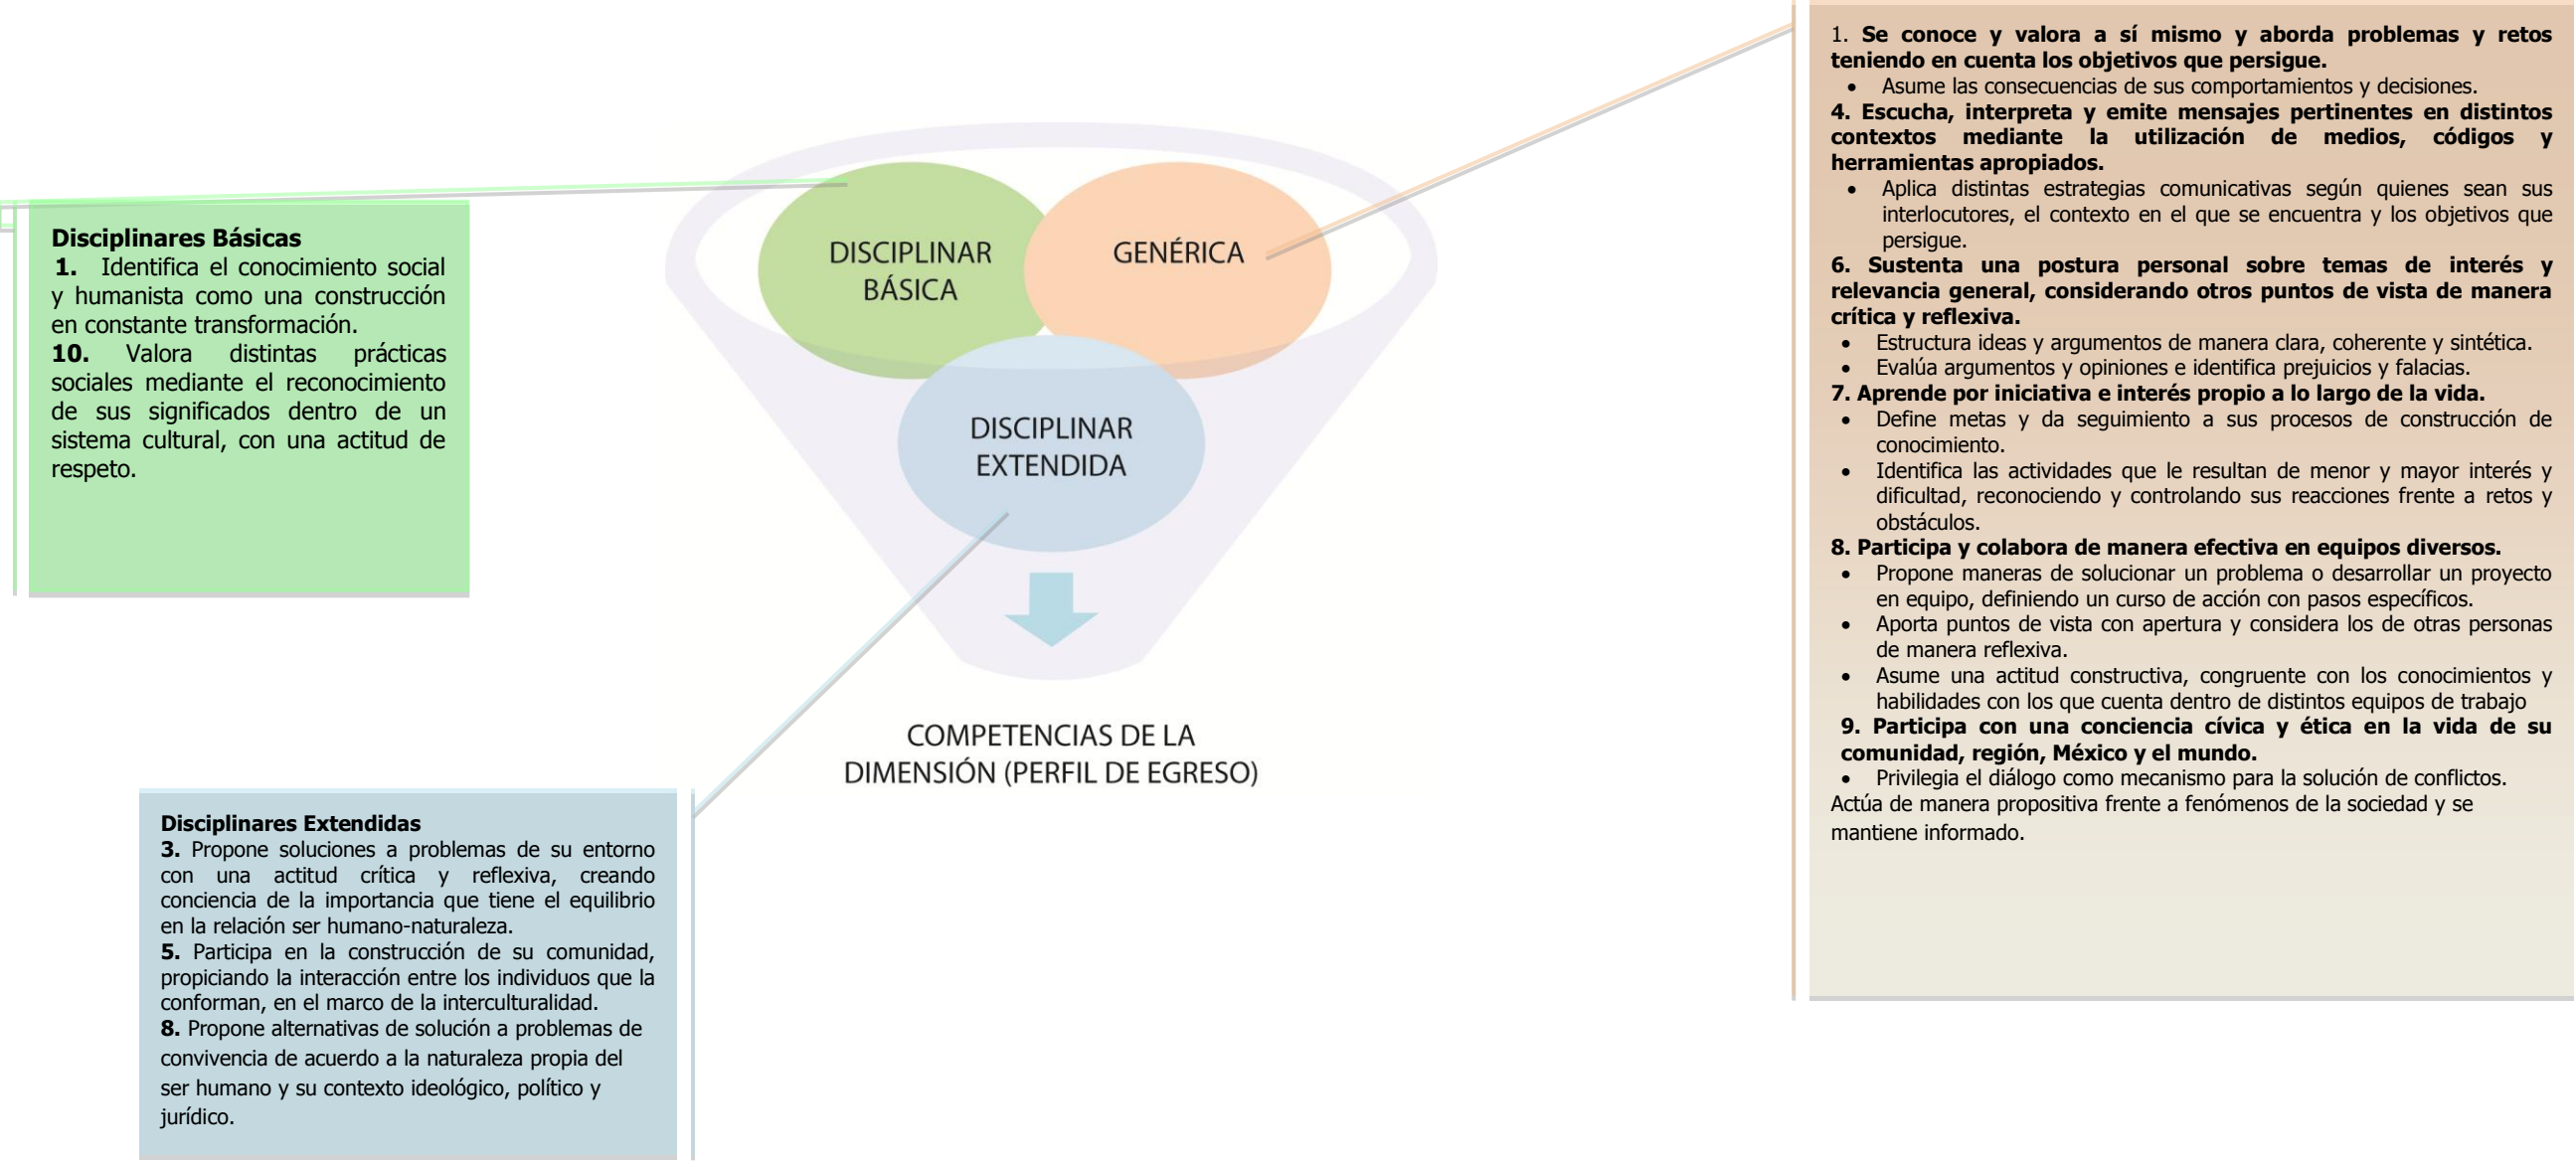 Disciplinares Básicas
1. Identifica el conocimiento social
y humanista como una construcción
en constante transformación.
10. Valora distintas prácticas
sociales mediante el reconocimiento
de sus significados dentro de un
sistema cultural, con una actitud de
respeto.
DISCIPLINAR
BÁSICA
GENÉRICA
DISCIPLINAR
EXTENDIDA
COMPETENCIAS DE LA
DIMENSIÓN (PERFIL DE EGRESO)
Disciplinares Extendidas
3. Propone soluciones a problemas de su entorno
con una actitud crítica y reflexiva, creando
conciencia de la importancia que tiene el equilibrio
en la relación ser humano-naturaleza.
5. Participa en la construcción de su comunidad,
propiciando la interacción entre los individuos que la
conforman, en el marco de la interculturalidad.
8. Propone alternativas de solución a problemas de
convivencia de acuerdo a la naturaleza propia del
ser humano y su contexto ideológico, político y
jurídico.
1. Se conoce y valora a sí mismo y aborda problemas y retos
teniendo en cuenta los objetivos que persigue.
• Asume las consecuencias de sus comportamientos y decisiones.
4. Escucha, interpreta y emite mensajes pertinentes en distintos
contextos mediante la utilización de medios, códigos y
herramientas apropiados.
• Aplica distintas estrategias comunicativas según quienes sean sus
interlocutores, el contexto en el que se encuentra y los objetivos que
persigue.
6. Sustenta una postura personal sobre temas de interés y
relevancia general, considerando otros puntos de vista de manera
crítica y reflexiva.
• Estructura ideas y argumentos de manera clara, coherente y sintética.
• Evalúa argumentos y opiniones e identifica prejuicios y falacias.
7. Aprende por iniciativa e interés propio a lo largo de la vida.
• Define metas y da seguimiento a sus procesos de construcción de
conocimiento.
• Identifica las actividades que le resultan de menor y mayor interés y
dificultad, reconociendo y controlando sus reacciones frente a retos y
obstáculos.
8. Participa y colabora de manera efectiva en equipos diversos.
• Propone maneras de solucionar un problema o desarrollar un proyecto
en equipo, definiendo un curso de acción con pasos específicos.
• Aporta puntos de vista con apertura y considera los de otras personas
de manera reflexiva.
• Asume una actitud constructiva, congruente con los conocimientos y
habilidades con los que cuenta dentro de distintos equipos de trabajo
9. Participa con una conciencia cívica y ética en la vida de su
comunidad, región, México y el mundo.
• Privilegia el diálogo como mecanismo para la solución de conflictos.
Actúa de manera propositiva frente a fenómenos de la sociedad y se
mantiene informado.